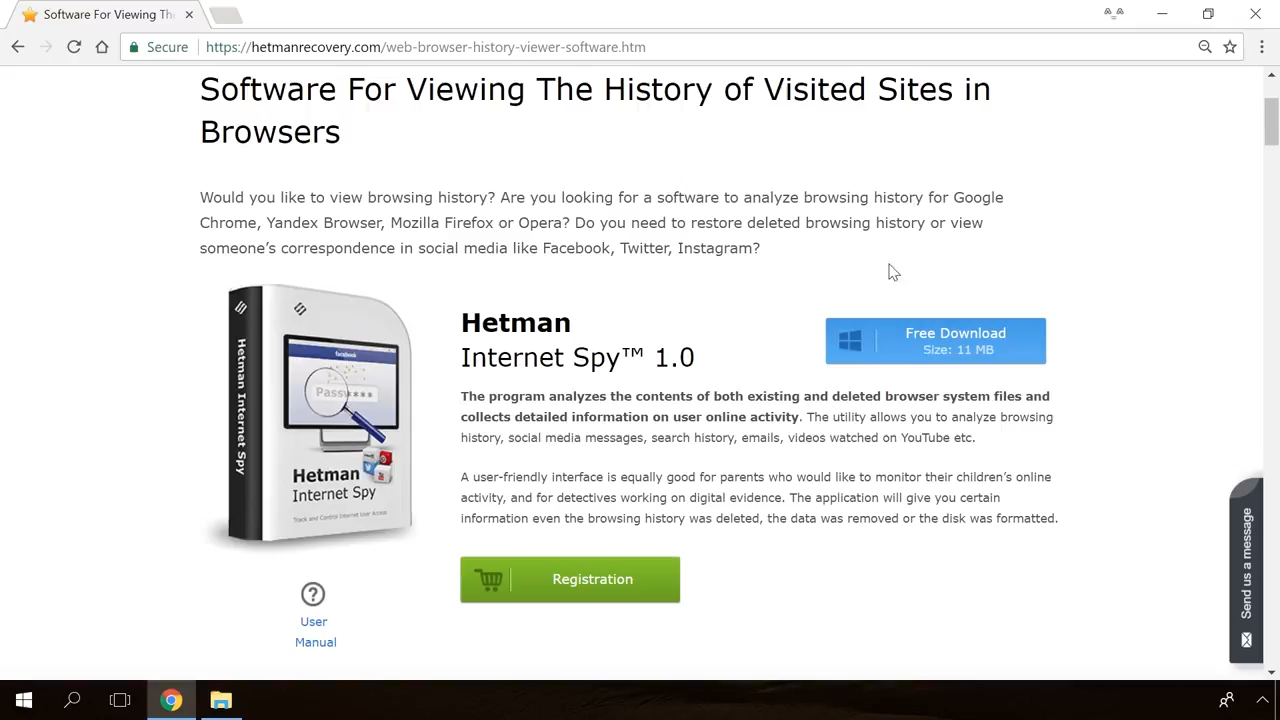 Software For Viewing Th
Secure
https://hetmanrecovery.com/web-browser-history-viewer-software.htm
Software For Viewing The History of Visited Sites in
Browsers
Would you like to view browsing history? Are you looking for a software to analyze browsing history for Google
Chrome, Yandex Browser, Mozilla Firefox or Opera? Do you need to restore deleted browsing history or view
someone's correspondence in social media like Facebook, Twitter, Instagram?
Hetman Internet Spy
facebook
Passw****
Hetman
Internet Spy
Track and Control Internet User Access
Hetman
Internet Spy™ 1.0
Free Download
Size: 11 MB
The program analyzes the contents of both existing and deleted browser system files and
collects detailed information on user online activity. The utility allows you to analyze browsing
history, social media messages, search history, emails, videos watched on YouTube etc.
A user-friendly interface is equally good for parents who would like to monitor their children's online
activity, and for detectives working on digital evidence. The application will give you certain
information even the browsing history was deleted, the data was removed or the disk was formatted.
Registration
?
User
Manual
Send us a message